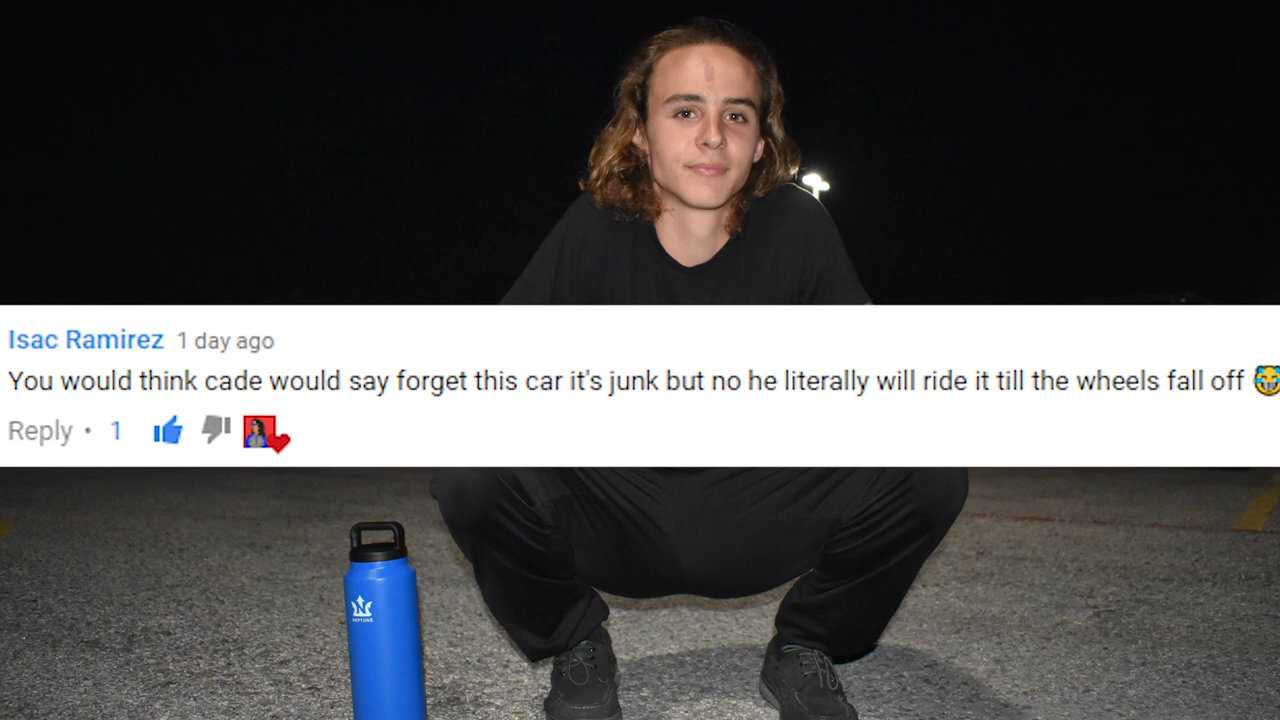 Isac Ramirez 1 day ago
You would think cade would say forget this car it's junk but no he literally will ride it till the wheels fall off 😂
Reply • 1
N
NEPTUNE